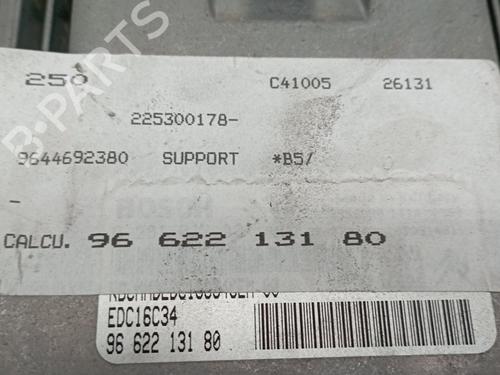 250 C41005 26131
225300178-
9644692380 SUPPORT *B5/
-
CALCU. 96 622 131 80
EDC16C34
96 622 131 80
B-PARTS